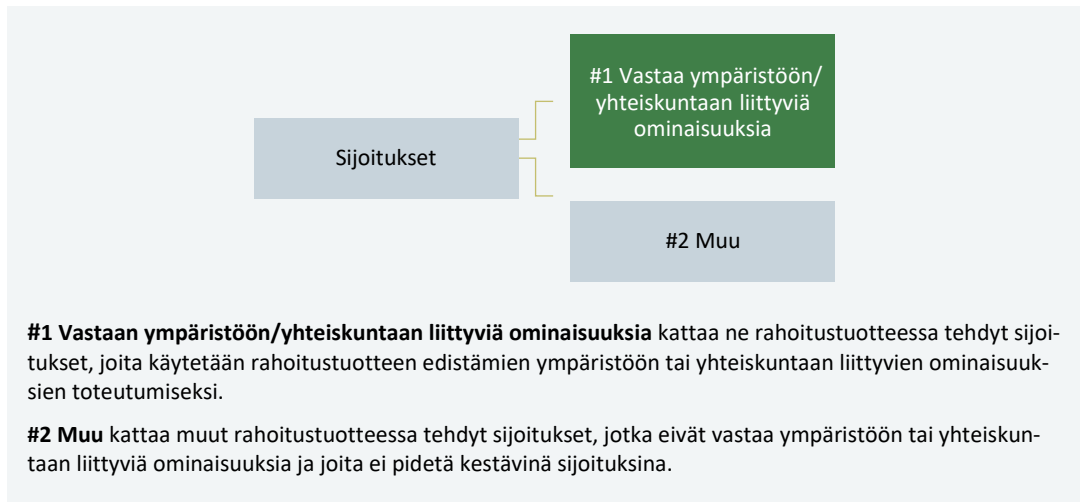 #1 Vastaa ympäristöön/
yhteiskuntaan liittyviä
ominaisuuksia
Sijoitukset
#2 Muu
#1 Vastaan ympäristöön/yhteiskuntaan liittyviä ominaisuuksia kattaa ne rahoitustuotteessa tehdyt sijoi-
tukset, joita käytetään rahoitustuotteen edistämien ympäristöön tai yhteiskuntaan liittyvien ominaisuuk-
sien toteutumiseksi.
#2 Muu kattaa muut rahoitustuotteessa tehdyt sijoitukset, jotka eivät vastaa ympäristöön tai yhteiskun-
taan liittyviä ominaisuuksia ja joita ei pidetä kestävinä sijoituksina.